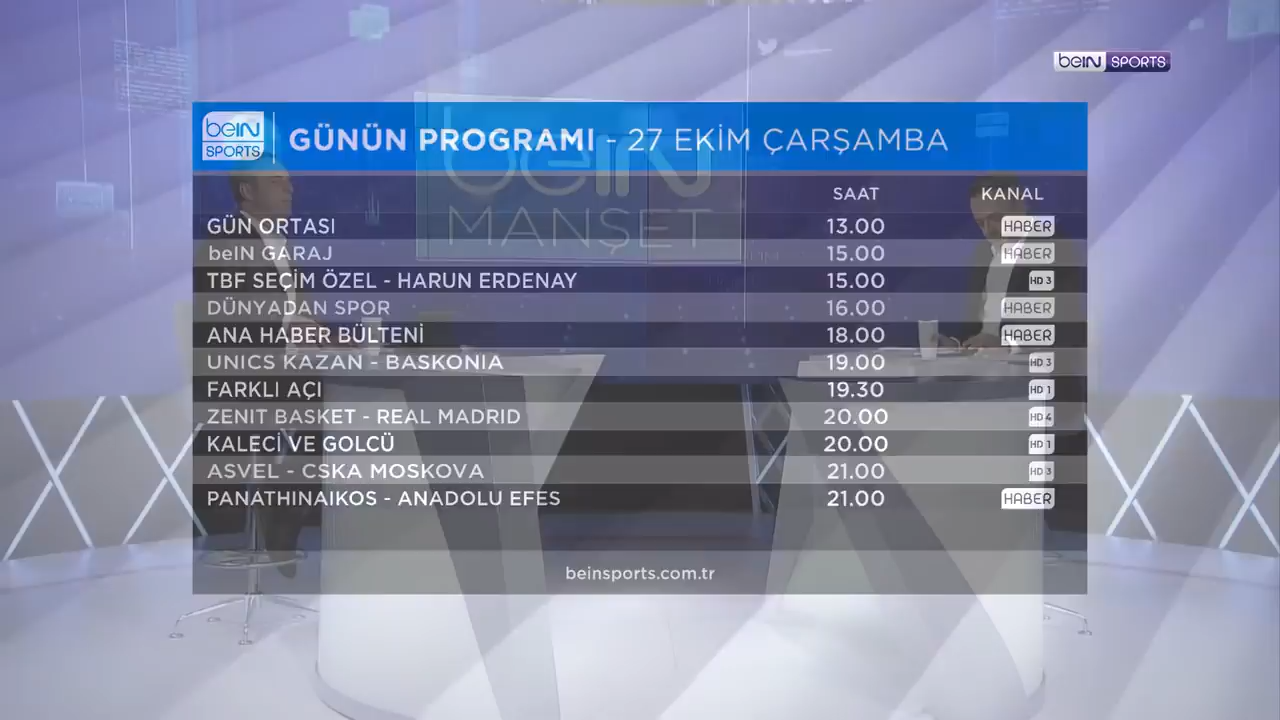 beIN SPORTS
beIN SPORTS
GÜNÜN PROGRAMI - 27 EKİM ÇARŞAMBA
beIN
MANŞET
SAAT KANAL
GÜN ORTASI 13.00 HABER
beIN GARAJ 15.00 HABER
TBF SEÇİM ÖZEL - HARUN ERDENAY 15.00 HD 3
DÜNYADAN SPOR 16.00 HABER
ANA HABER BÜLTENİ 18.00 HABER
UNICS KAZAN - BASKONIA 19.00 HD 3
FARKLI AÇI 19.30 HD 1
ZENIT BASKET - REAL MADRID 20.00 HD 4
KALECİ VE GOLCÜ 20.00 HD 1
ASVEL - CSKA MOSKOVA 21.00 HD 3
PANATHINAIKOS - ANADOLU EFES 21.00 HABER
beinsports.com.tr